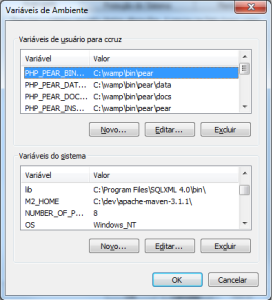 Variáveis de Ambiente
Variáveis de usuário para ccruz
Variável Valor
PHP_PEAR_BIN... C:\wamp\bin\pear
PHP_PEAR_DAT... C:\wamp\bin\pear\data
PHP_PEAR_DOC... C:\wamp\bin\pear\docs
PHP_PEAR_INS... C:\wamp\bin\pear\pear
Novo... Editar... Excluir
Variáveis do sistema
Variável Valor
lib C:\Program Files\SQLXML 4.0\bin\
M2_HOME C:\dev\apache-maven-3.1.1\
NUMBER_OF_P... 8
OS Windows_NT
Novo... Editar... Excluir
OK Cancelar